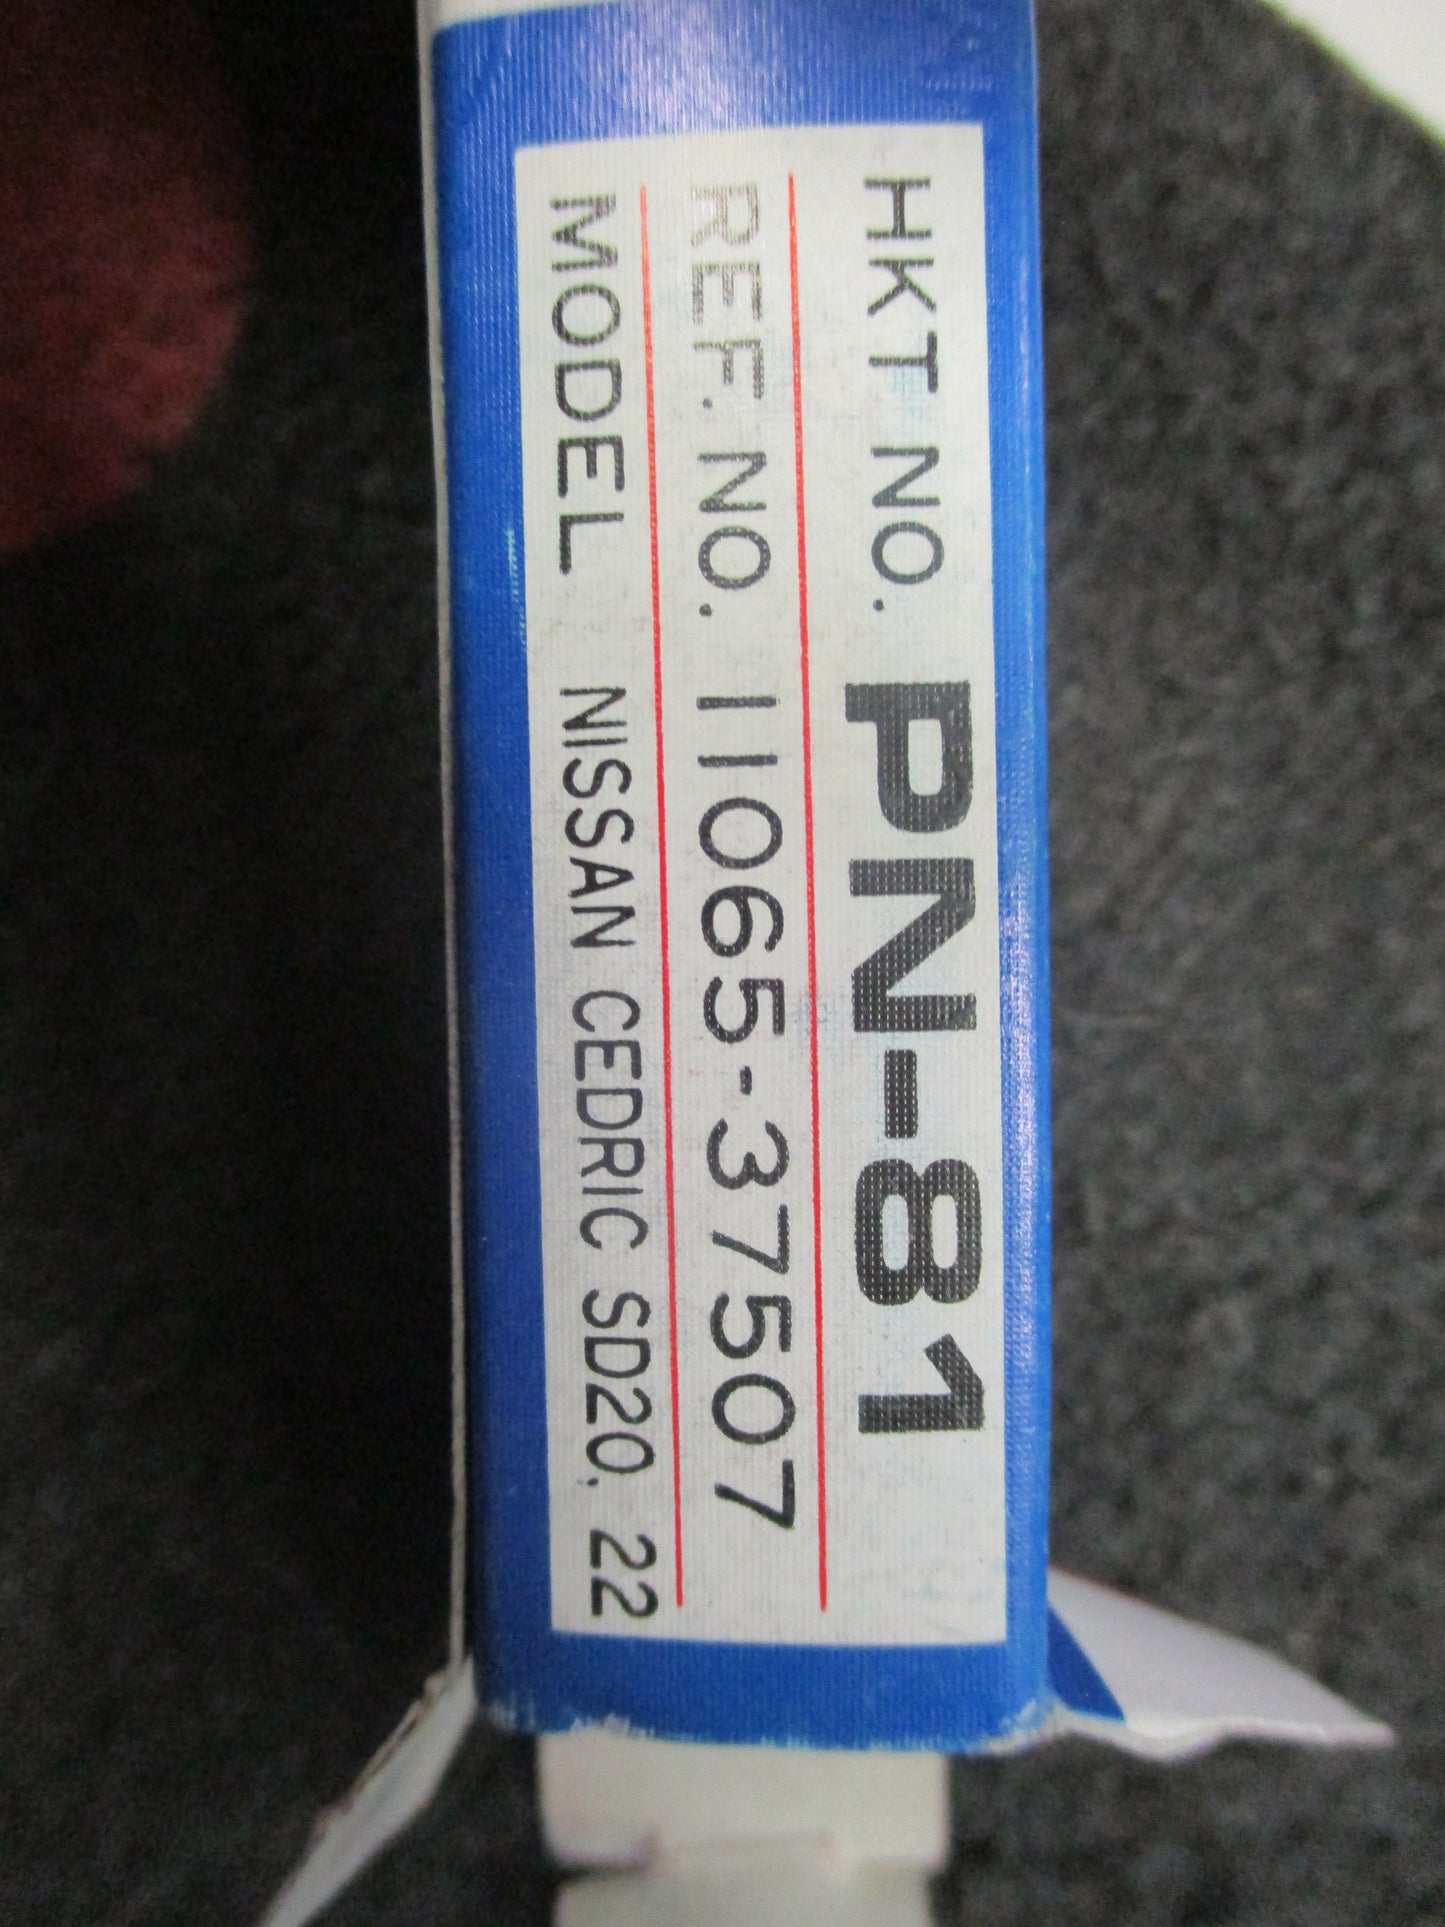 HKT NO. PN-81
REF. NO. 11065-37507
MODEL NISSAN CEDRIC SD20, 22